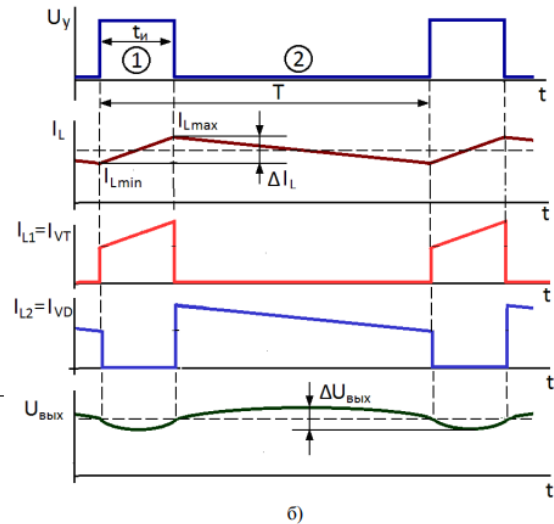 Uу
tи
1
2
t
T
IL
ILmax
ILmin
ΔIL
t
IL1=IVT
t
IL2=IVD
t
Uвых
ΔUвых
t
б)